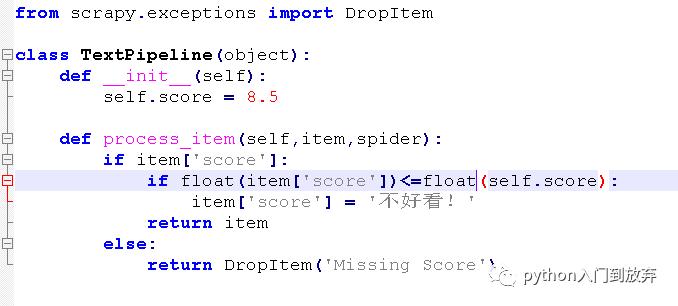 from scrapy.exceptions import DropItem
class TextPipeline(object):
    def __init__(self):
        self.score = 8.5
    def process_item(self,item,spider):
        if item['score']:
            if float(item['score'])<=float(self.score):
                item['score'] = '不好看！'
            return item
        else:
            return DropItem('Missing Score')
python入门到放弃